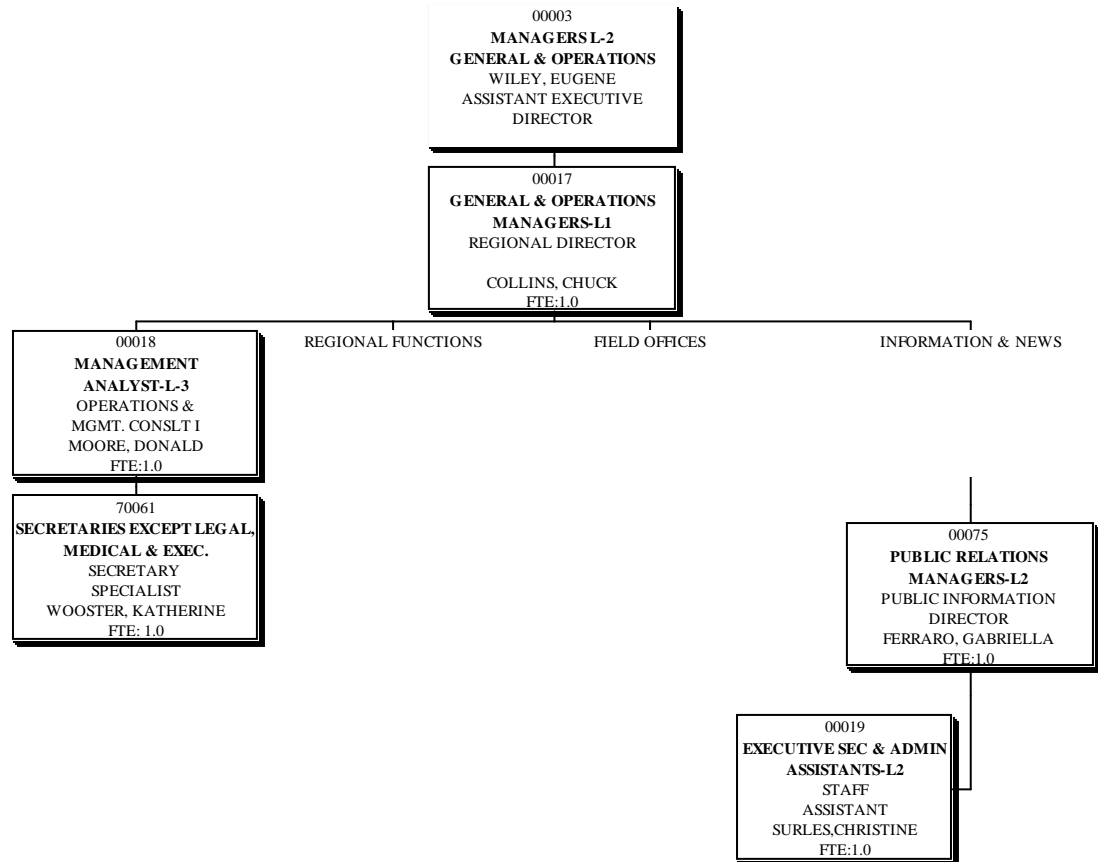 00003
MANAGERS L-2
GENERAL & OPERATIONS
WILEY, EUGENE
ASSISTANT EXECUTIVE
DIRECTOR
00017
GENERAL & OPERATIONS
MANAGERS-L1
REGIONAL DIRECTOR
COLLINS, CHUCK
FTE:1.0
00018
MANAGEMENT
ANALYST-L-3
OPERATIONS &
MGMT. CONSLT I
MOORE, DONALD
FTE:1.0
REGIONAL FUNCTIONS
FIELD OFFICES
INFORMATION & NEWS
70061
SECRETARIES EXCEPT LEGAL,
MEDICAL & EXEC.
SECRETARY
SPECIALIST
WOOSTER, KATHERINE
FTE: 1.0
00075
PUBLIC RELATIONS
MANAGERS-L2
PUBLIC INFORMATION
DIRECTOR
FERRARO, GABRIELLA
FTE:1.0
00019
EXECUTIVE SEC & ADMIN
ASSISTANTS-L2
STAFF
ASSISTANT
SURLES,CHRISTINE
FTE:1.0